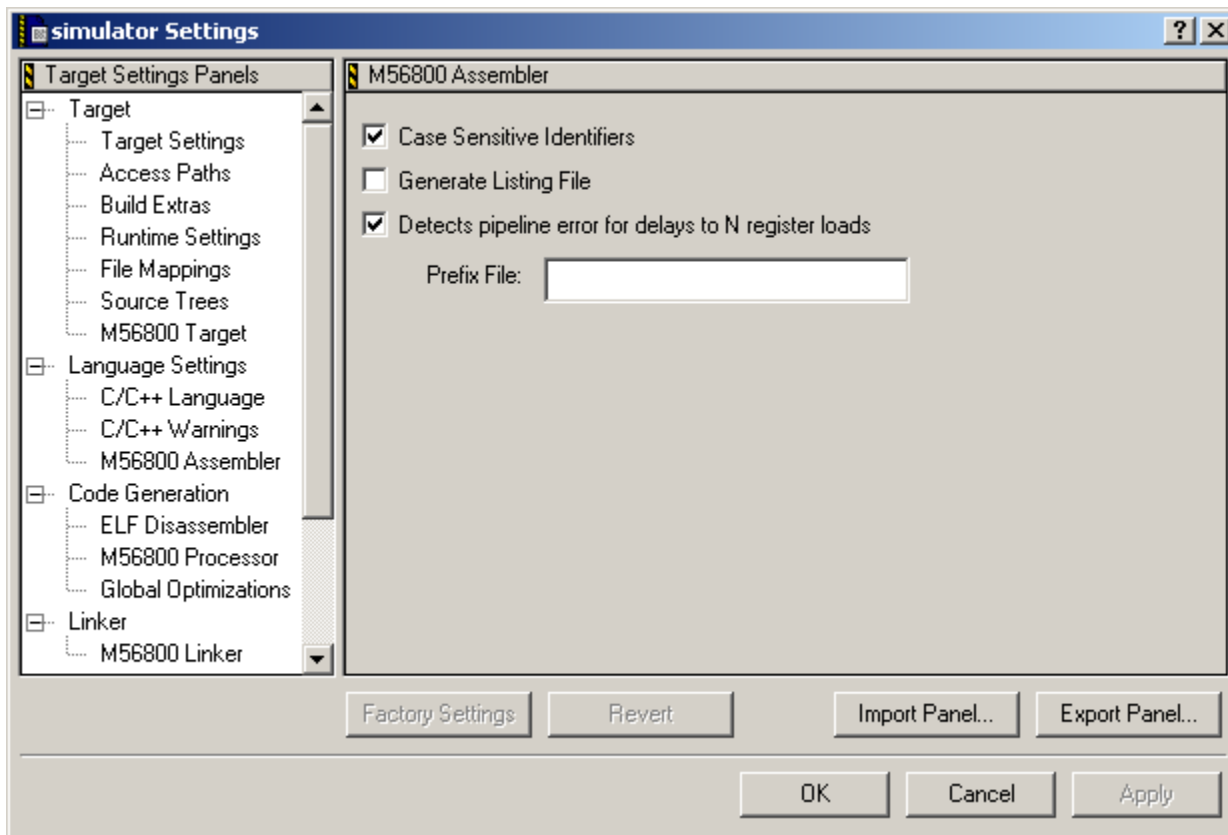 simulator Settings
Target Settings Panels
Target
Target Settings
Access Paths
Build Extras
Runtime Settings
File Mappings
Source Trees
M56800 Target
Language Settings
C/C++ Language
C/C++ Warnings
M56800 Assembler
Code Generation
ELF Disassembler
M56800 Processor
Global Optimizations
Linker
M56800 Linker
M56800 Assembler
Case Sensitive Identifiers
Generate Listing File
Detects pipeline error for delays to N register loads
Prefix File:
Factory Settings
Revert
Import Panel...
Export Panel...
OK
Cancel
Apply